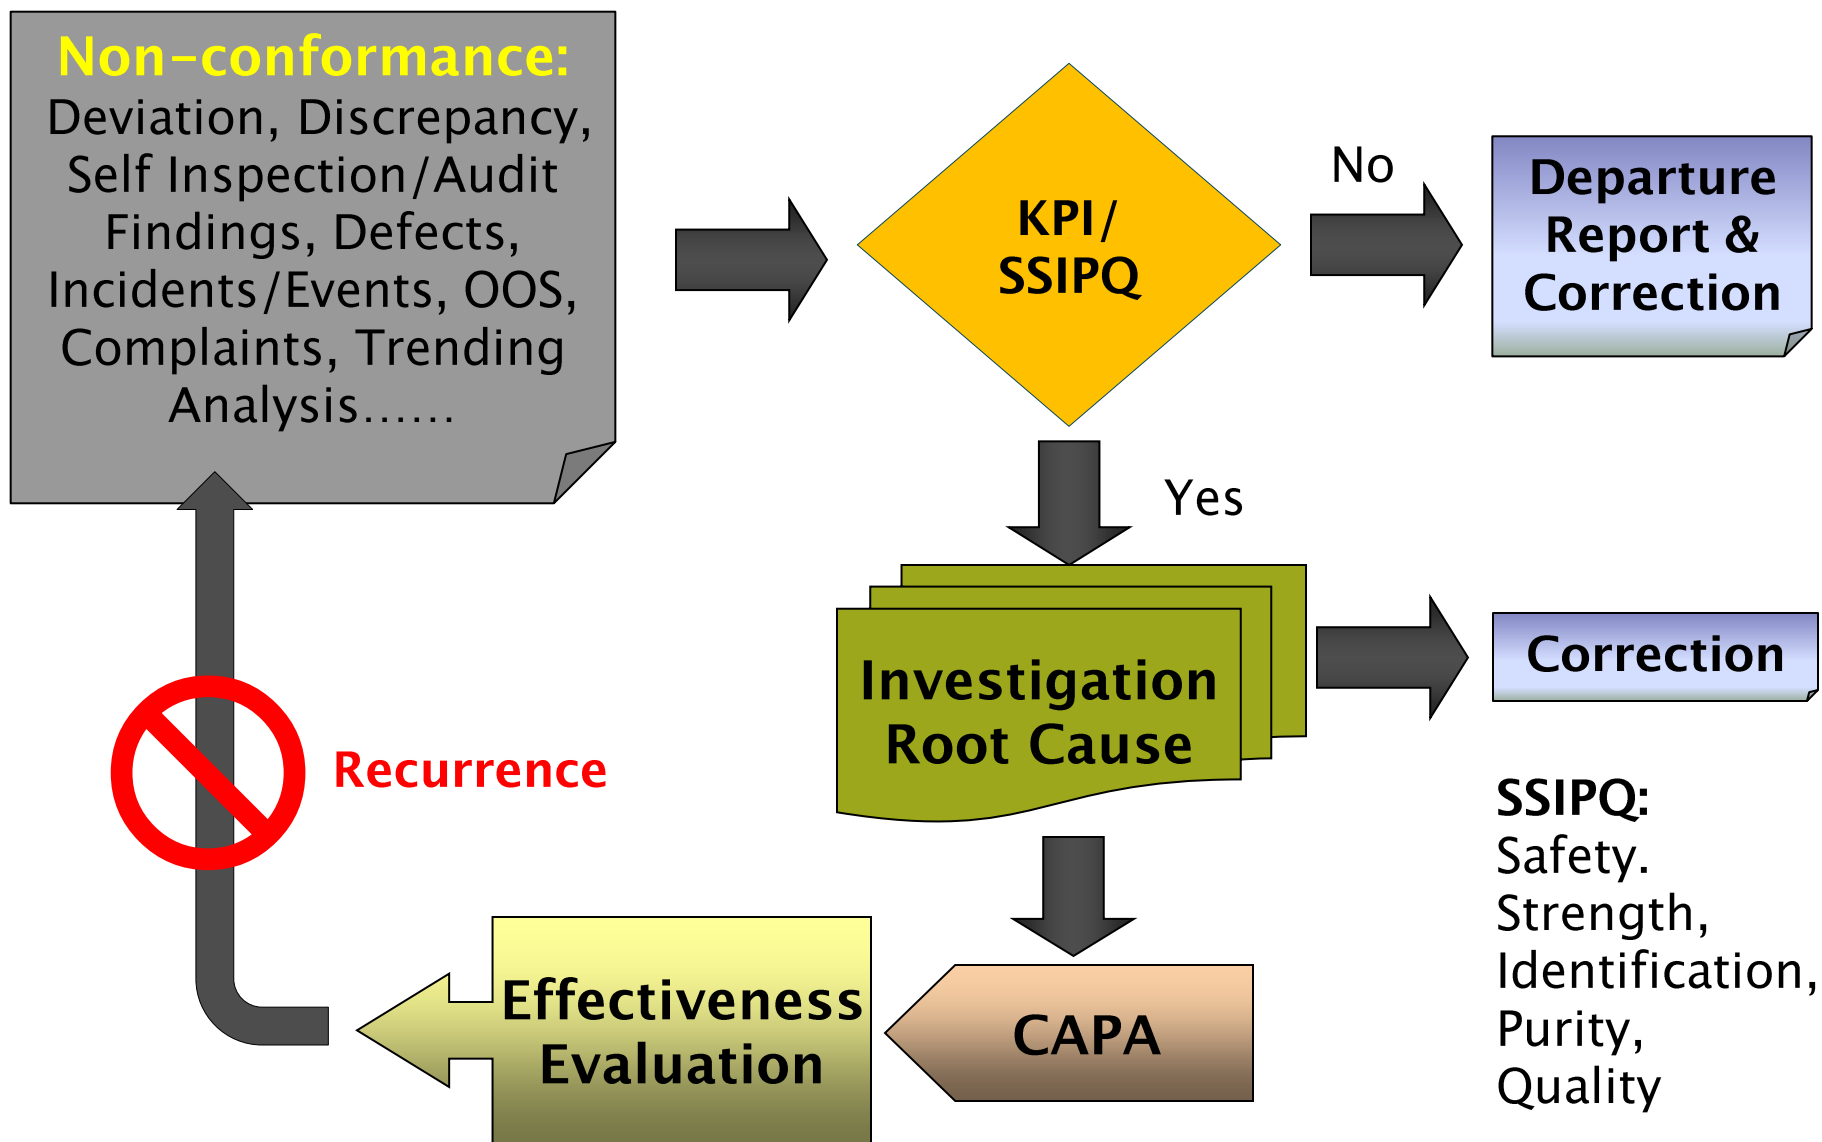 Non-conformance:
Deviation, Discrepancy,
Self Inspection/Audit
Findings, Defects,
Incidents/Events, OOS,
Complaints, Trending
Analysis......
KPI/
SSIPQ
No
Departure
Report &
Correction
Yes
Investigation
Root Cause
Correction
Recurrence
SSIPQ:
Safety.
Strength,
Identification,
Purity,
Quality
Effectiveness
Evaluation
CAPA